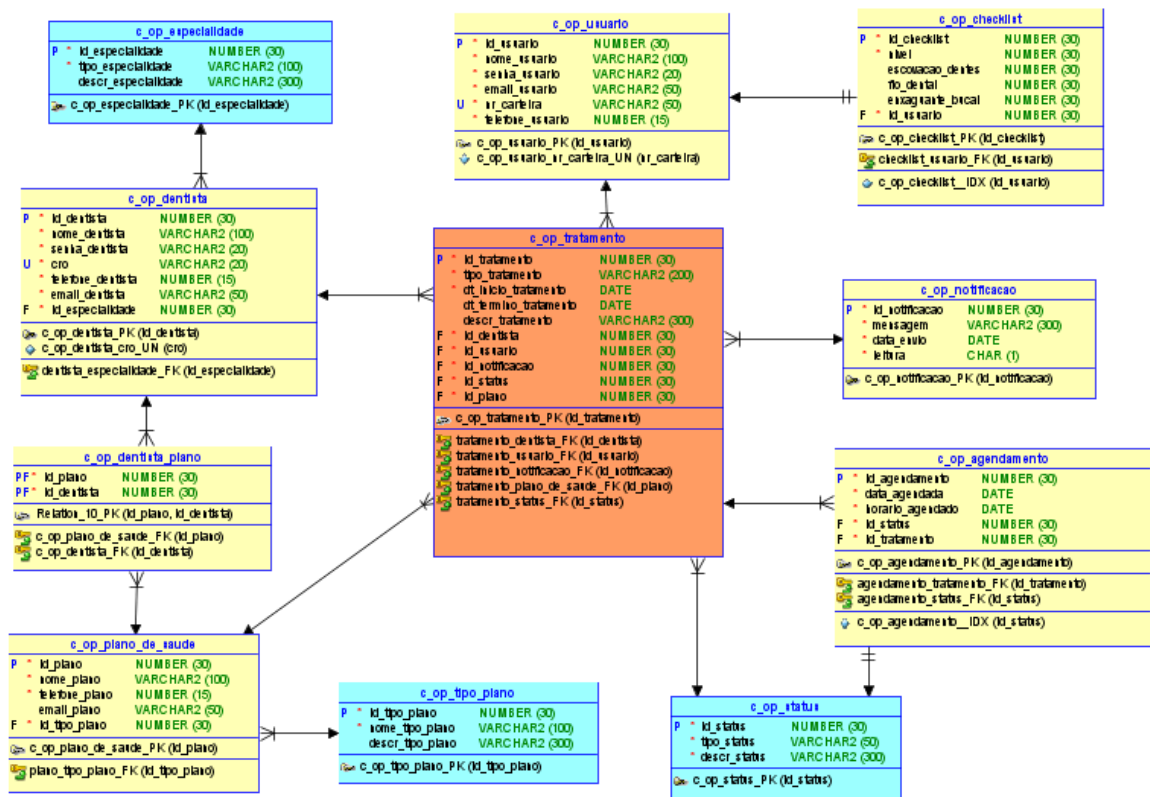 c_op_especialidade
P * id_especialidade NUMBER (30)
* tipo_especialidade VARCHAR2 (100)
descr_especialidade VARCHAR2 (300)
c_op_especialidade_PK (id_especialidade)
c_op_usuario
P * id_usuario NUMBER (30)
* nome_usuario VARCHAR2 (100)
* senha_usuario VARCHAR2 (20)
* email_usuario VARCHAR2 (50)
U * nr_carteira VARCHAR2 (50)
* telefone_usuario NUMBER (15)
c_op_usuario_PK (id_usuario)
c_op_usuario_nr_carteira_UN (nr_carteira)
c_op_checklist
P * id_checklist NUMBER (30)
* nivel NUMBER (30)
escovacao_dentes NUMBER (30)
fio_dental NUMBER (30)
enxaguante_bucal NUMBER (30)
F * id_usuario NUMBER (30)
c_op_checklist_PK (id_checklist)
checklist_usuario_FK (id_usuario)
c_op_checklist__IDX (id_usuario)
c_op_dentista
P * id_dentista NUMBER (30)
* nome_dentista VARCHAR2 (100)
* senha_dentista VARCHAR2 (20)
U * cro VARCHAR2 (20)
* telefone_dentista NUMBER (15)
* email_dentista VARCHAR2 (50)
F * id_especialidade NUMBER (30)
c_op_dentista_PK (id_dentista)
c_op_dentista_cro_UN (cro)
dentista_especialidade_FK (id_especialidade)
c_op_tratamento
P * id_tratamento NUMBER (30)
* tipo_tratamento VARCHAR2 (200)
* dt_inicio_tratamento DATE
dt_termino_tratamento DATE
descr_tratamento VARCHAR2 (300)
F * id_dentista NUMBER (30)
F * id_usuario NUMBER (30)
F * id_notificacao NUMBER (30)
F * id_status NUMBER (30)
F * id_plano NUMBER (30)
c_op_tratamento_PK (id_tratamento)
tratamento_dentista_FK (id_dentista)
tratamento_usuario_FK (id_usuario)
tratamento_notificacao_FK (id_notificacao)
tratamento_plano_de_saude_FK (id_plano)
tratamento_status_FK (id_status)
c_op_notificacao
P * id_notificacao NUMBER (30)
* mensagem VARCHAR2 (300)
* data_envio DATE
* leitura CHAR (1)
c_op_notificacao_PK (id_notificacao)
c_op_dentista_plano
PF * id_plano NUMBER (30)
PF * id_dentista NUMBER (30)
Relation_10_PK (id_plano, id_dentista)
c_op_plano_de_saude_FK (id_plano)
c_op_dentista_FK (id_dentista)
c_op_agendamento
P * id_agendamento NUMBER (30)
* data_agendada DATE
* horario_agendado DATE
F * id_status NUMBER (30)
F * id_tratamento NUMBER (30)
c_op_agendamento_PK (id_agendamento)
agendamento_tratamento_FK (id_tratamento)
agendamento_status_FK (id_status)
c_op_agendamento__IDX (id_status)
c_op_plano_de_saude
P * id_plano NUMBER (30)
* nome_plano VARCHAR2 (100)
* telefone_plano NUMBER (15)
email_plano VARCHAR2 (50)
F * id_tipo_plano NUMBER (30)
c_op_plano_de_saude_PK (id_plano)
plano_tipo_plano_FK (id_tipo_plano)
c_op_tipo_plano
P * id_tipo_plano NUMBER (30)
* nome_tipo_plano VARCHAR2 (100)
descr_tipo_plano VARCHAR2 (300)
c_op_tipo_plano_PK (id_tipo_plano)
c_op_status
P * id_status NUMBER (30)
* tipo_status VARCHAR2 (50)
* descr_status VARCHAR2 (300)
c_op_status_PK (id_status)